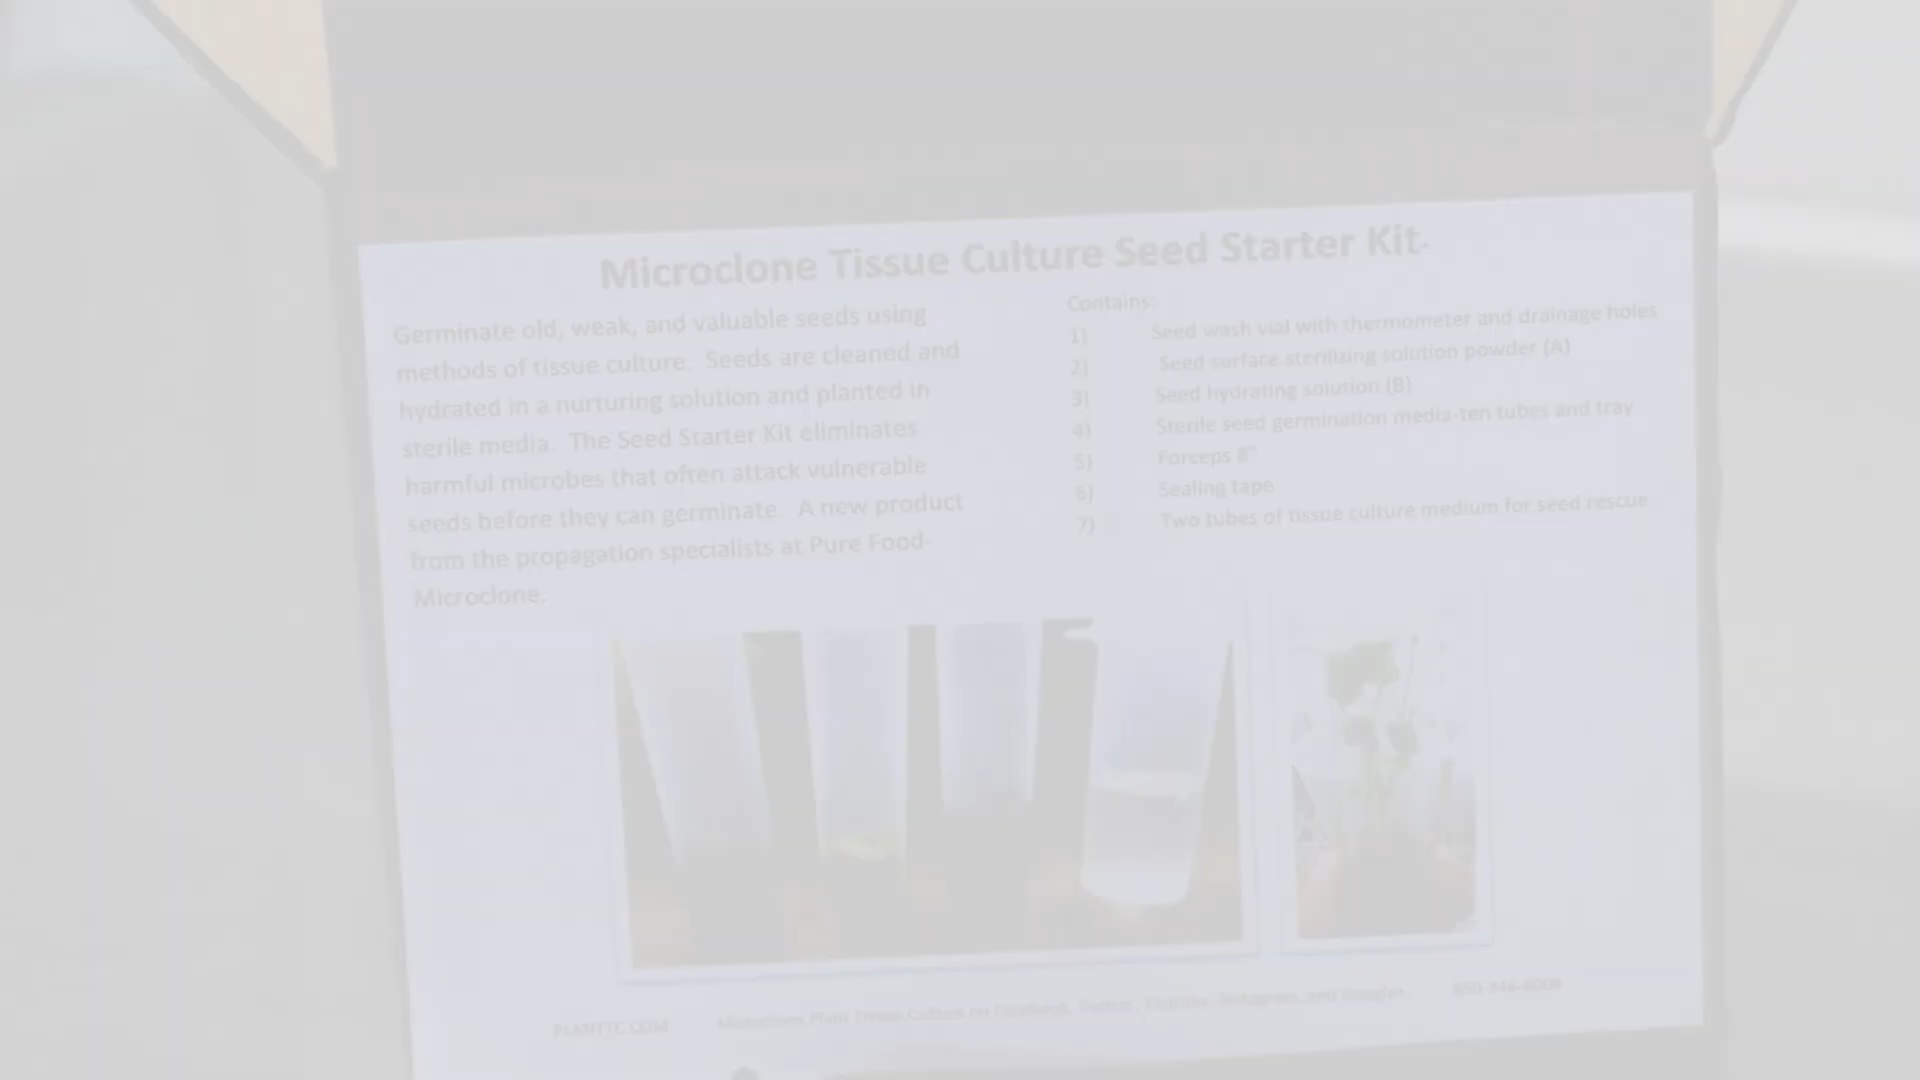 Microclone Tissue Culture Seed Starter Kit.
Germinate old, weak, and valuable seeds using
methods of tissue culture. Seeds are cleaned and
hydrated in a nurturing solution and planted in
sterile media. The Seed Starter Kit eliminates
harmful microbes that often attack vulnerable
seeds before they can germinate. A new product
from the propagation specialists at Pure Food-
Microclone.
Contains:
1) Seed wash vial with thermometer and drainage holes
2) Seed surface sterilizing solution powder (A)
3) Seed hydrating solution (B)
4) Sterile seed germination media-ten tubes and tray
5) Forceps 8"
6) Sealing tape
7) Two tubes of tissue culture medium for seed rescue
PLANTTC.COM
Microclone Plant Tissue Culture on Facebook, Twitter, Instagram, and Google+.